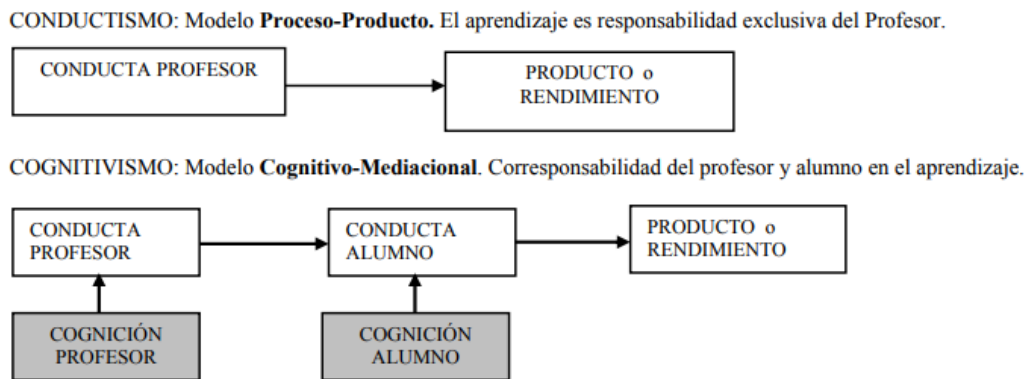 CONDUCTISMO: Modelo Proceso-Producto. El aprendizaje es responsabilidad exclusiva del Profesor.
CONDUCTA PROFESOR
PRODUCTO o
RENDIMIENTO
COGNITIVISMO: Modelo Cognitivo-Mediacional. Corresponsabilidad del profesor y alumno en el aprendizaje.
CONDUCTA
PROFESOR
CONDUCTA
ALUMNO
PRODUCTO o
RENDIMIENTO
COGNICIÓN
PROFESOR
COGNICIÓN
ALUMNO